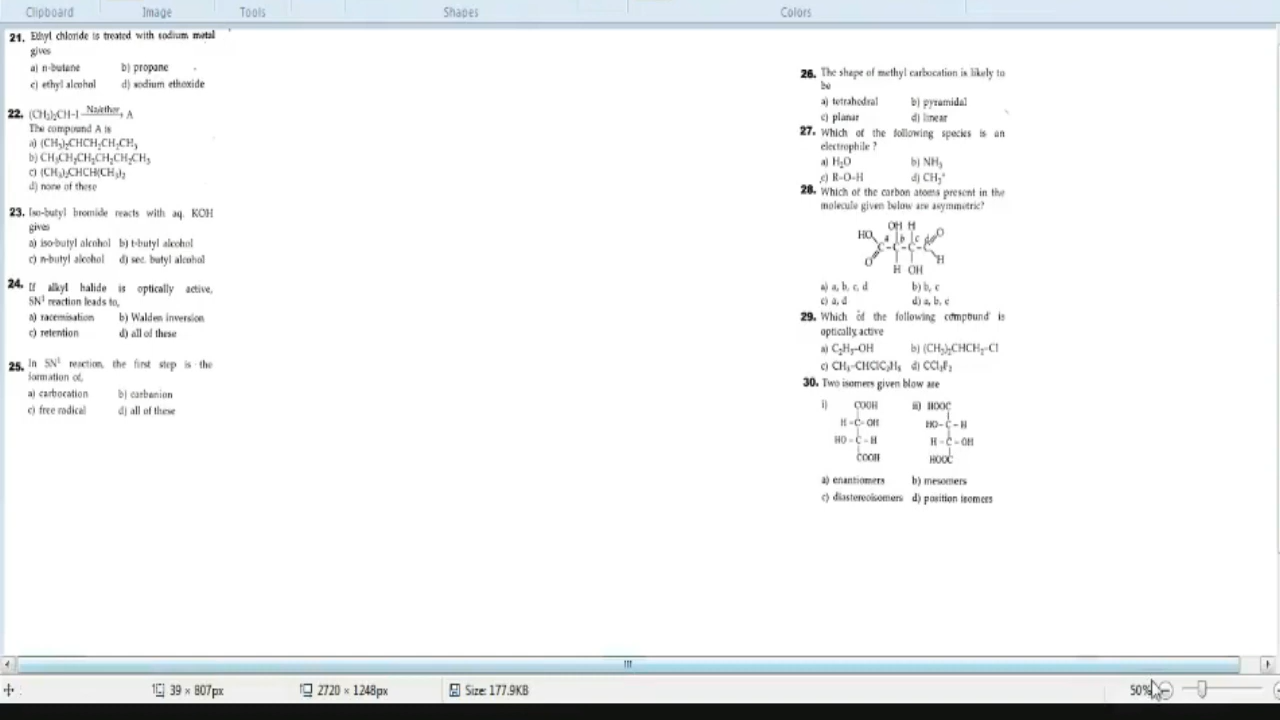 Clipboard Image Tools Shapes Colors
21. Ethyl chloride is treated with sodium metal
gives
a) n-butane b) propane
c) ethyl alcohol d) sodium ethoxide
22. (CH₃)₂CH-I Na/ether → A
The compound A is
a) (CH₃)₂CHCH₂CH₂CH₃
b) CH₃CH₂CH₂CH₂CH₂CH₃
c) (CH₃)₂CHCH(CH₃)₂
d) none of these
23. Iso-butyl bromide reacts with aq. KOH
gives
a) iso-butyl alcohol b) t-butyl alcohol
c) n-butyl alcohol d) sec. butyl alcohol
24. If alkyl halide is optically active,
SN¹ reaction leads to,
a) racemisation b) Walden inversion
c) retention d) all of these
25. In SN¹ reaction, the first step is the
formation of,
a) carbocation b) carbanion
c) free radical d) all of these
26. The shape of methyl carbocation is likely to
be
a) tetrahedral b) pyramidal
c) planar d) linear
27. Which of the following species is an
electrophile ?
a) H₂O b) NH₃
c) R-O-H d) CH₃⁺
28. Which of the carbon atoms present in the
molecule given below are asymmetric?
OH H
HO a b c d O
C-C-C-C
O H
H OH
a) a, b, c, d b) b, c
c) a, d d) a, b, c
29. Which of the following compound is
optically active
a) C₂H₅-OH b) (CH₃)₂CHCH₂-Cl
c) CH₃-CHClC₂H₅ d) CCl₂F₂
30. Two isomers given blow are
i) COOH ii) HOOC
H-C-OH HO-C-H
HO-C-H H-C-OH
COOH HOOC
a) enantiomers b) mesomers
c) diastereoisomers d) position isomers
39 × 807px 2720 × 1248px Size: 177.9KB 50%